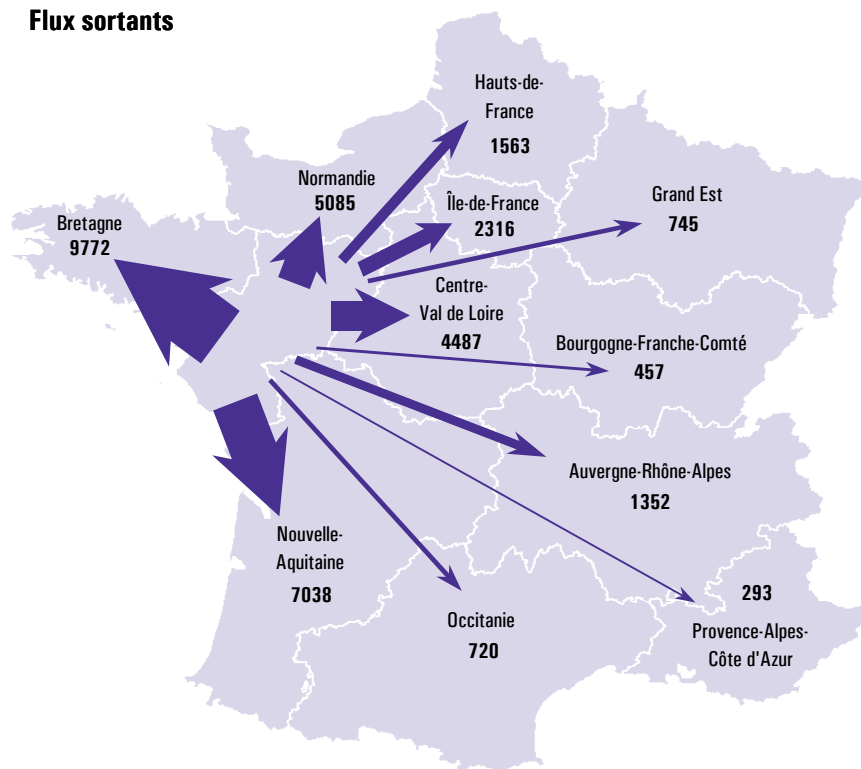 Flux sortants
Hauts-de-
France
1563
Normandie
5085
Île-de-France
2316
Grand Est
745
Bretagne
9772
Centre-
Val de Loire
4487
Bourgogne-Franche-Comté
457
Auvergne-Rhône-Alpes
1352
Nouvelle-
Aquitaine
7038
Occitanie
720
293
Provence-Alpes-
Côte d'Azur